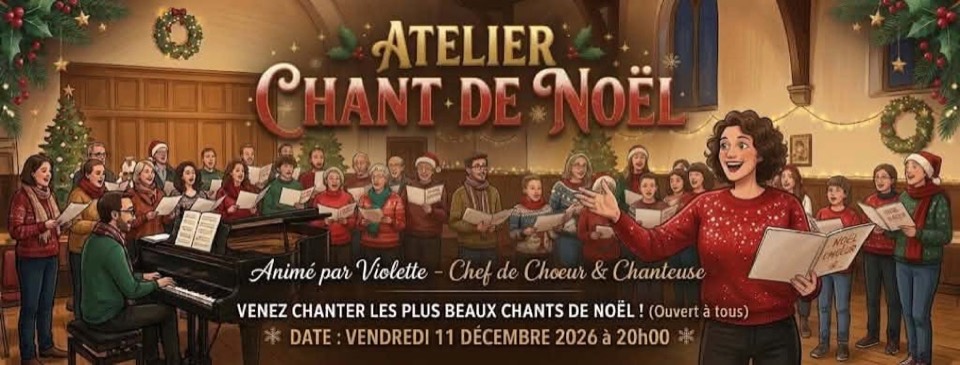 ATELIER
CHANT DE NOËL
Animé par Violette - Chef de Choeur & Chanteuse
VENEZ CHANTER LES PLUS BEAUX CHANTS DE NOËL ! (Ouvert à tous)
DATE : VENDREDI 11 DÉCEMBRE 2026 à 20h00
NOEL